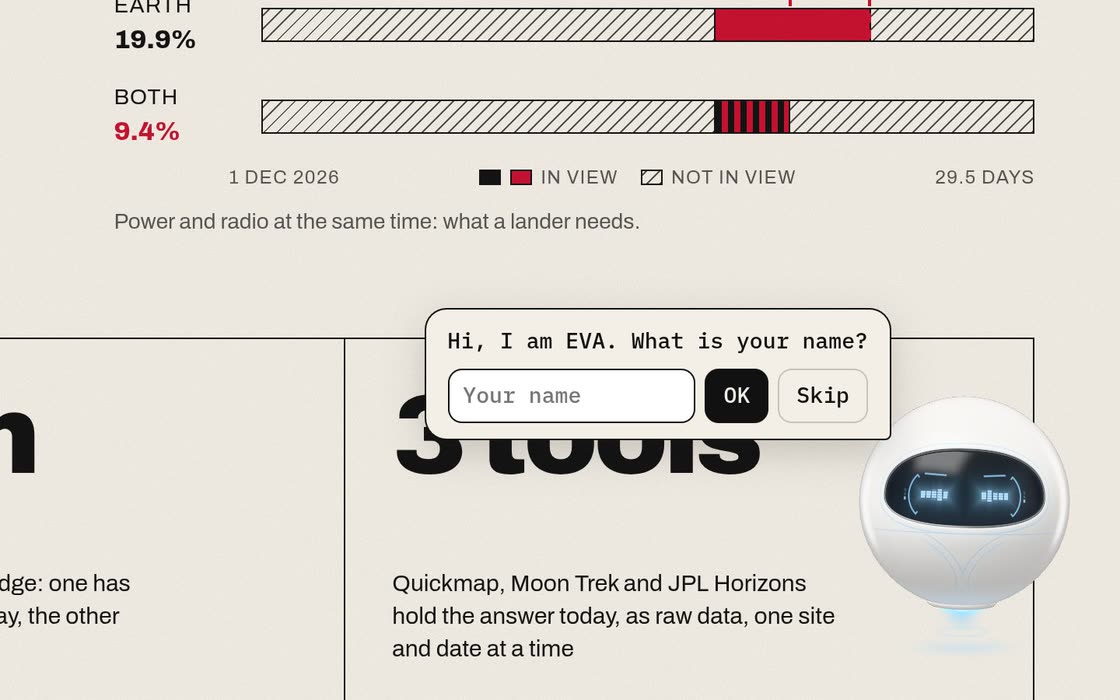 EARTH
19.9%
BOTH
9.4%
1 DEC 2026 IN VIEW NOT IN VIEW 29.5 DAYS
Power and radio at the same time: what a lander needs.
Hi, I am EVA. What is your name?
Your name OK Skip
3 tools
dge: one has
ay, the other
Quickmap, Moon Trek and JPL Horizons
hold the answer today, as raw data, one site
and date at a time